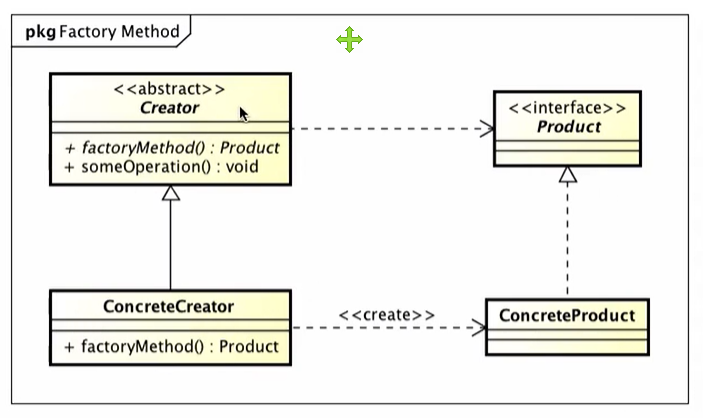 pkg Factory Method
<<abstract>>
Creator
+ factoryMethod() : Product
+ someOperation() : void
<<interface>>
Product
ConcreteCreator
+ factoryMethod() : Product
<<create>>
ConcreteProduct